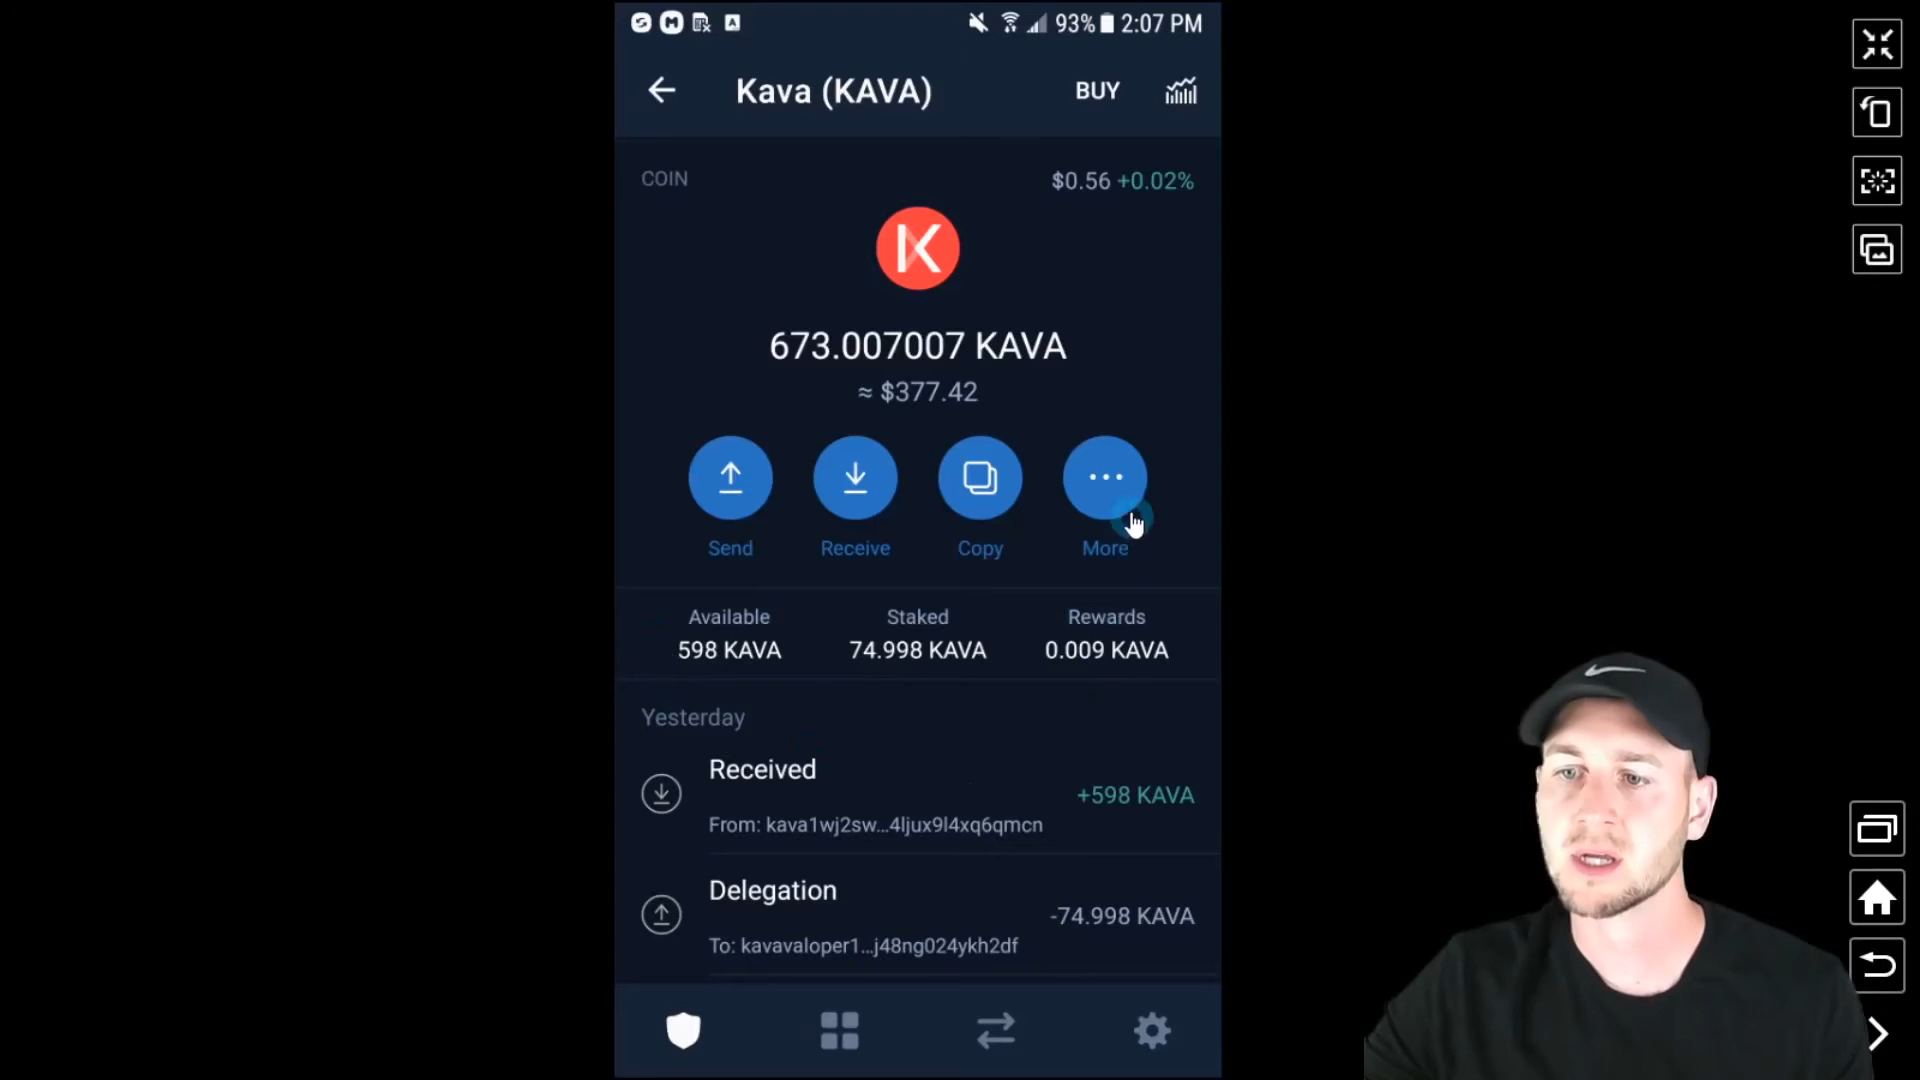 93% 2:07 PM
Kava (KAVA)
BUY
COIN
$0.56 +0.02%
673.007007 KAVA
≈ $377.42
Send
Receive
Copy
More
Available
Staked
Rewards
598 KAVA
74.998 KAVA
0.009 KAVA
Yesterday
Received
+598 KAVA
From: kava1wj2sw...4ljux9l4xq6qmcn
Delegation
-74.998 KAVA
To: kavavaloper1...j48ng024ykh2df